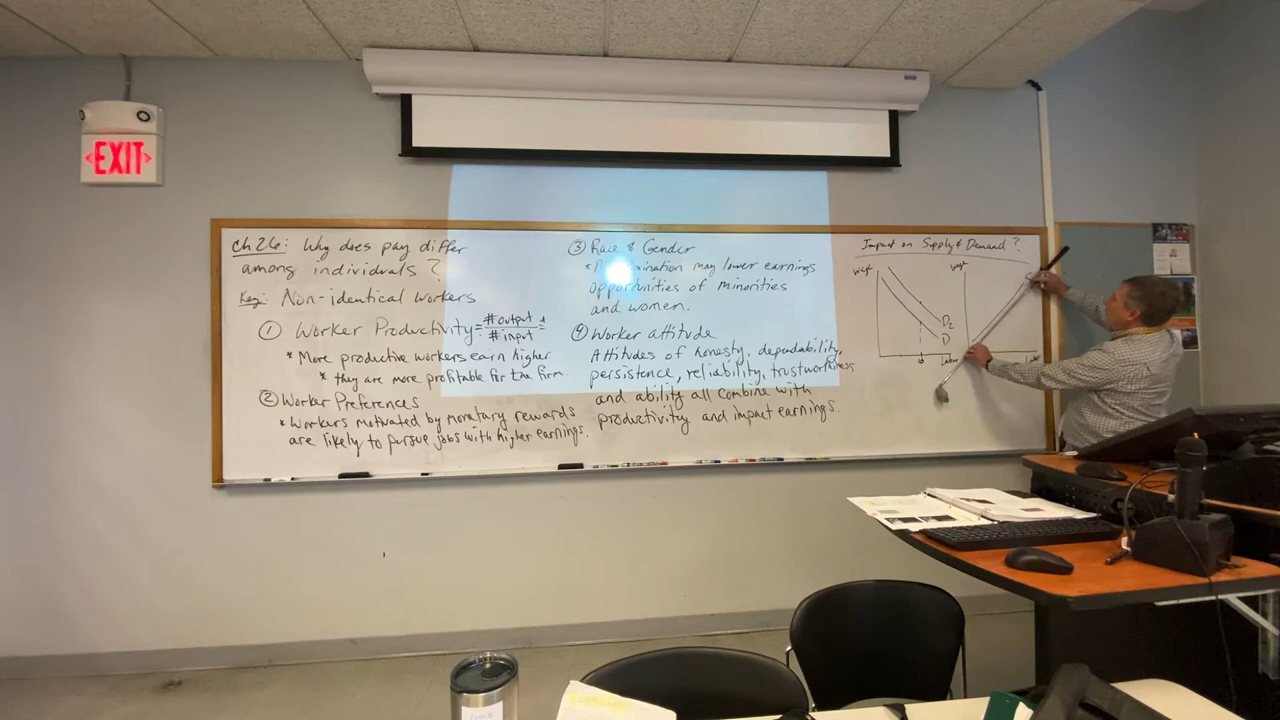 EXIT
Ch 26: Why does pay differ
among individuals?
Key: Non-identical workers
① Worker Productivity = #output / #input
* More productive workers earn higher
* they are more profitable for the firm
② Worker Preferences
* Workers motivated by monetary rewards
are likely to pursue jobs with higher earnings.
③ Race & Gender
may lower earnings
Opportunities of minorities
and women.
④ Worker attitude
Attitudes of honesty, dependability,
persistence, reliability, trustworthiness
and ability all combine with
productivity and impact earnings.
Impact on Supply & Demand?
Wage
D2
D
Labor